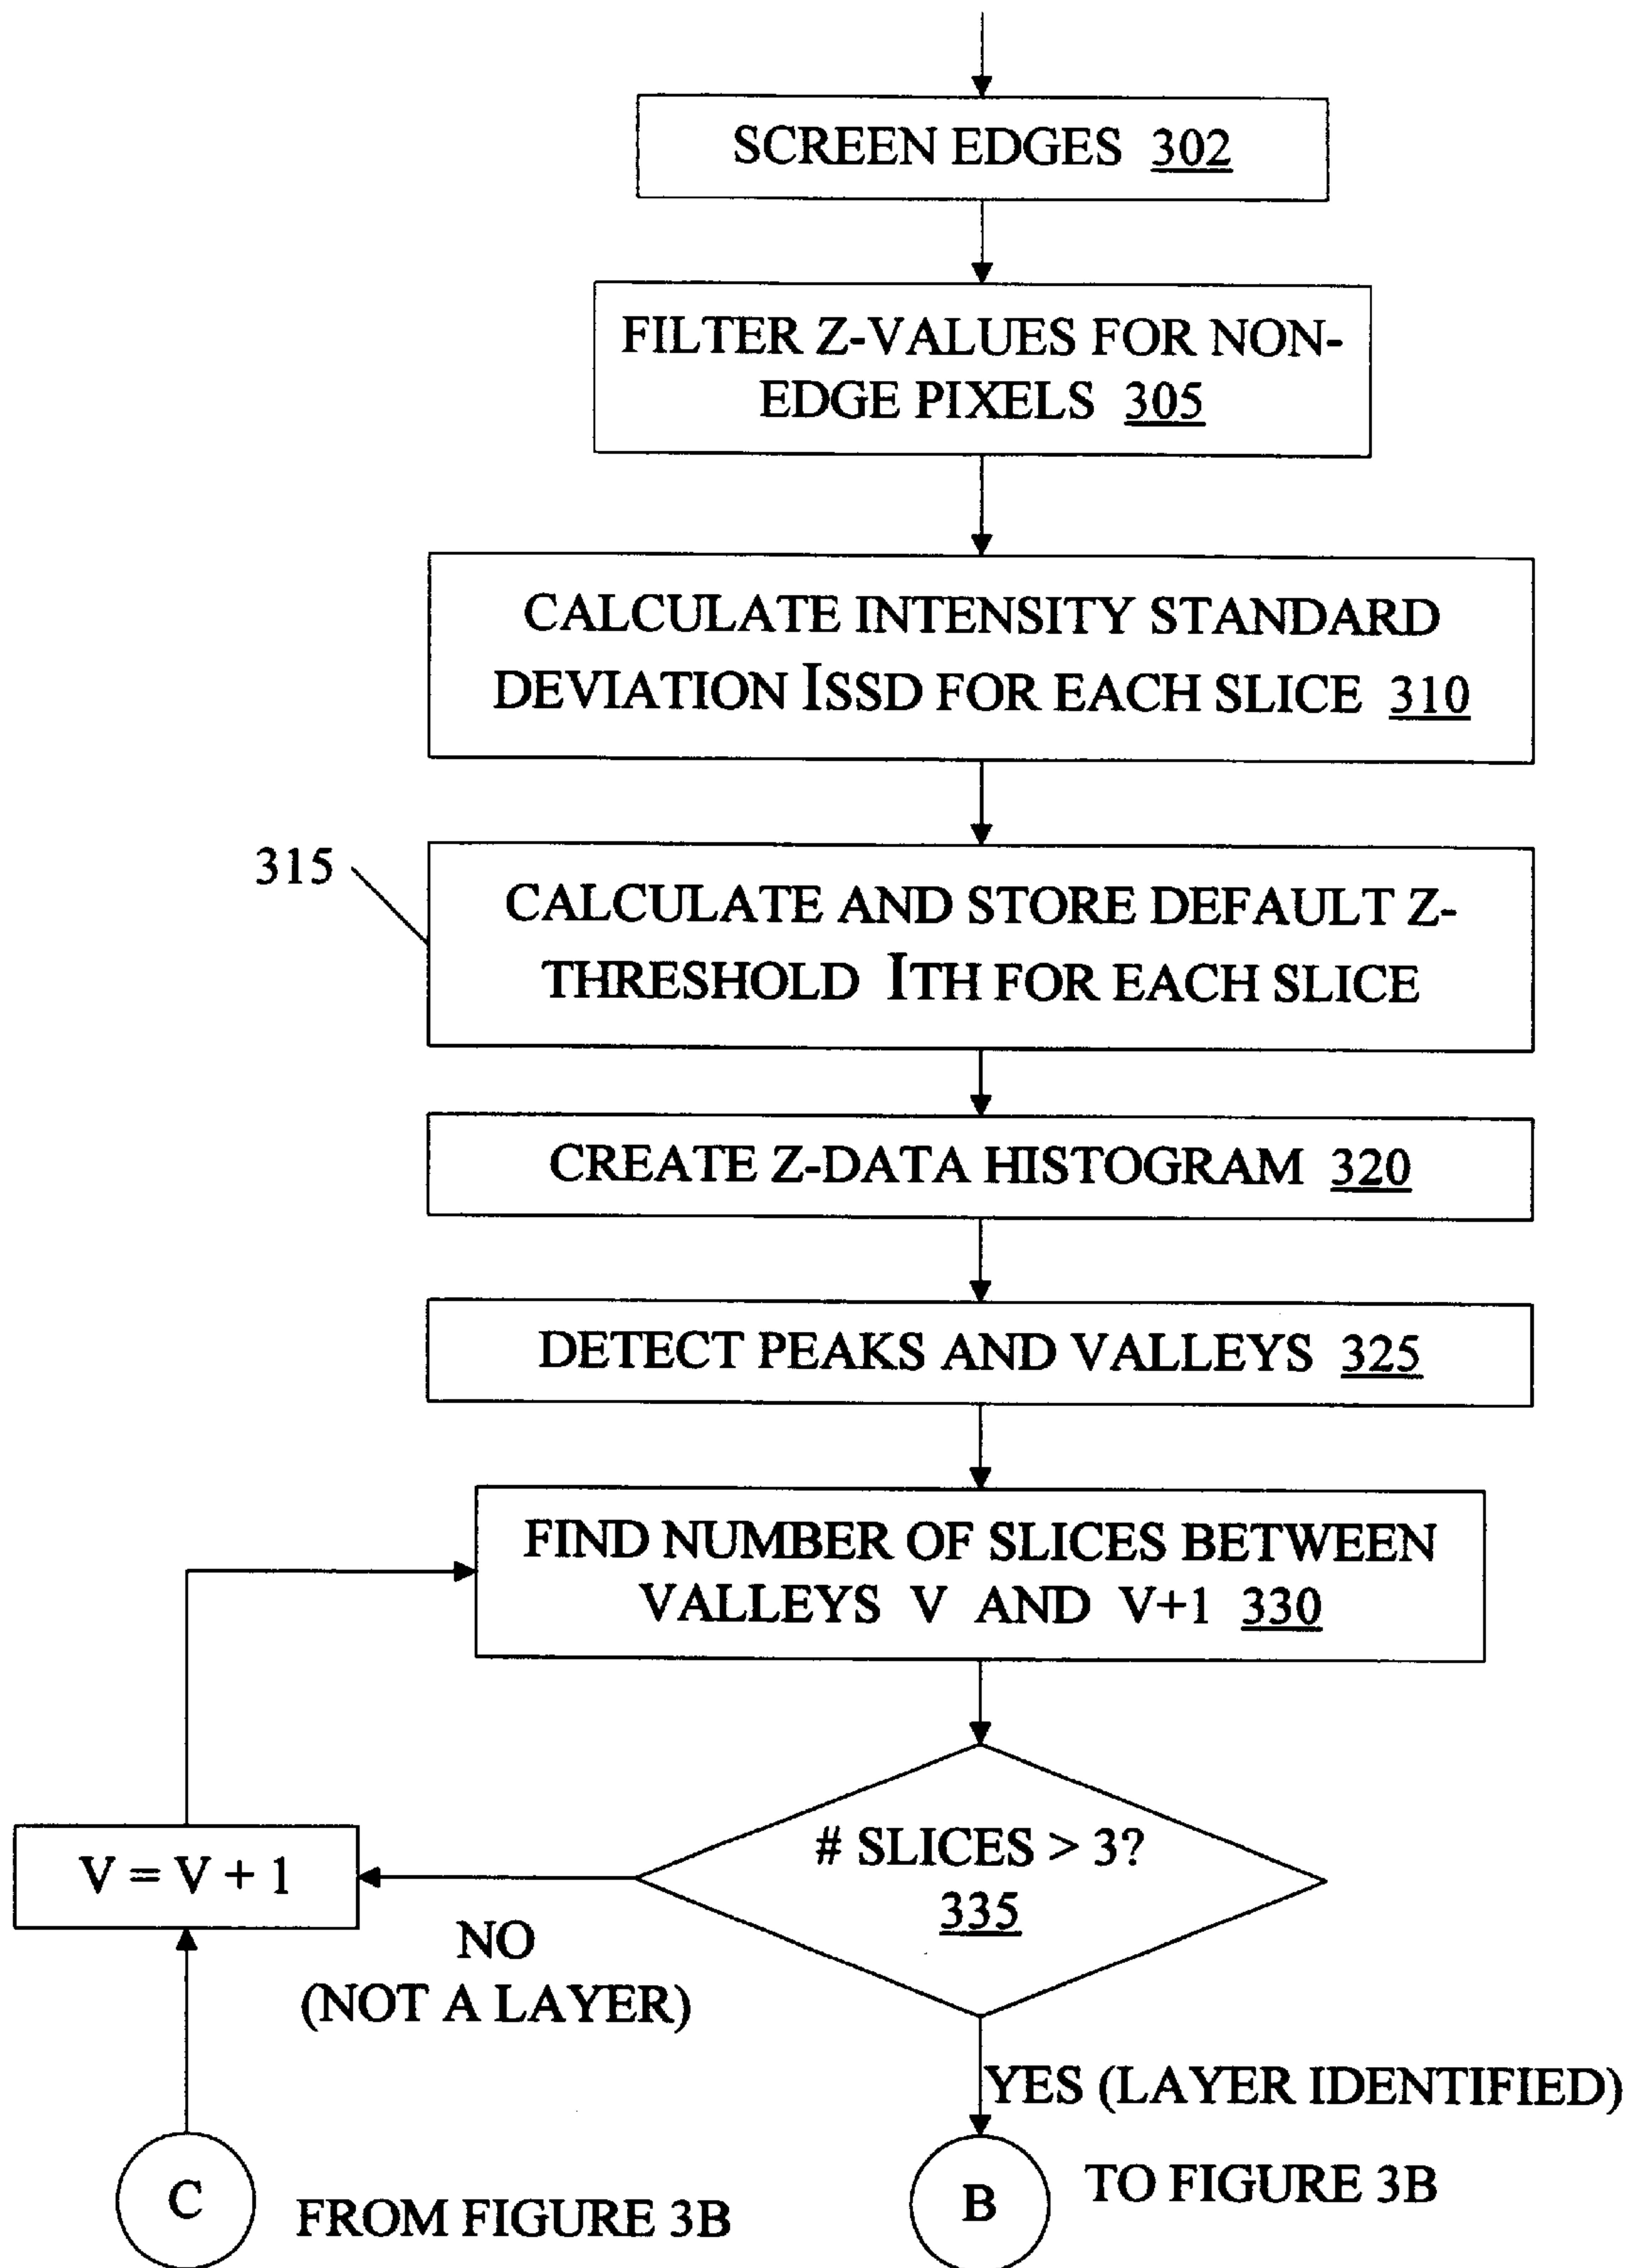 SCREEN EDGES 302
FILTER Z-VALUES FOR NON-
EDGE PIXELS 305
CALCULATE INTENSITY STANDARD
DEVIATION ISSD FOR EACH SLICE 310
315
CALCULATE AND STORE DEFAULT Z-
THRESHOLD ITH FOR EACH SLICE
CREATE Z-DATA HISTOGRAM 320
DETECT PEAKS AND VALLEYS 325
FIND NUMBER OF SLICES BETWEEN
VALLEYS V AND V+1 330
# SLICES > 3?
335
V = V + 1
NO
(NOT A LAYER)
YES (LAYER IDENTIFIED)
C
FROM FIGURE 3B
B
TO FIGURE 3B